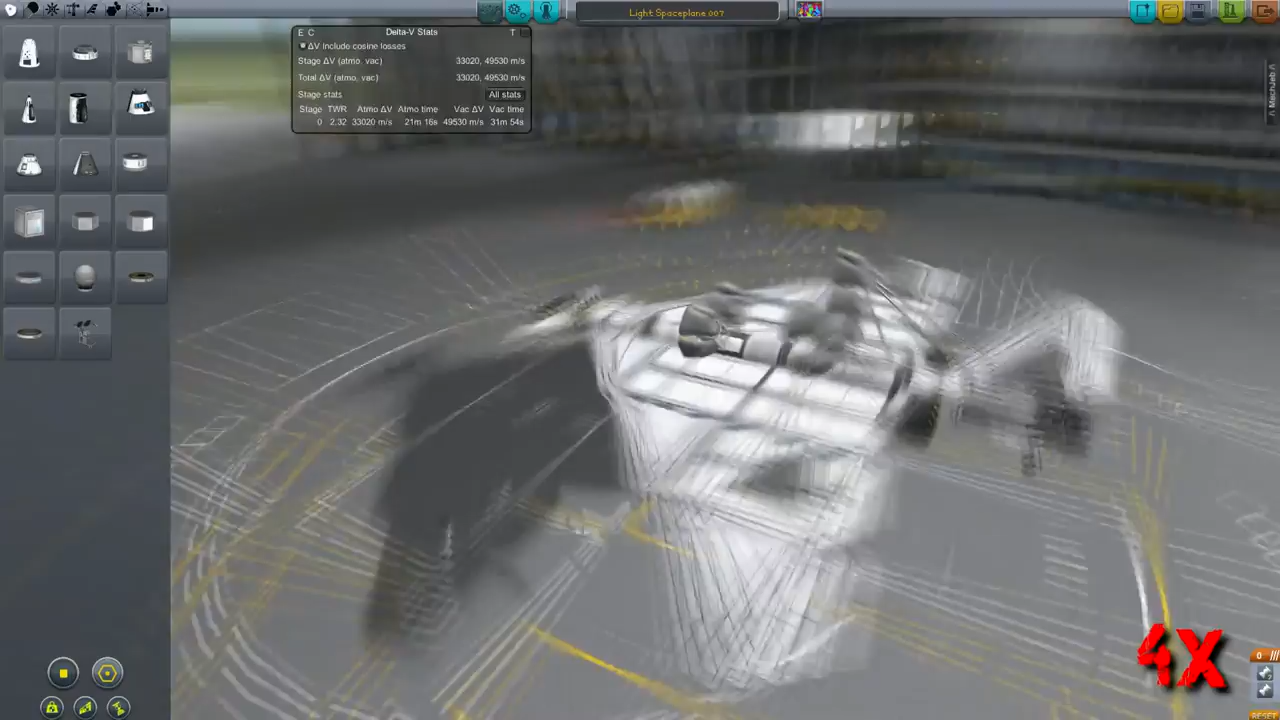 Light Spaceplane 007
E C Delta-V Stats T
ΔV Include cosine losses
Stage ΔV (atmo, vac) 33020, 49530 m/s
Total ΔV (atmo, vac) 33020, 49530 m/s
Stage stats All stats
Stage TWR Atmo ΔV Atmo time Vac ΔV Vac time
0 2.32 33020 m/s 21m 16s 49530 m/s 31m 54s
Λ MechJeb Λ
4X
0
RESET